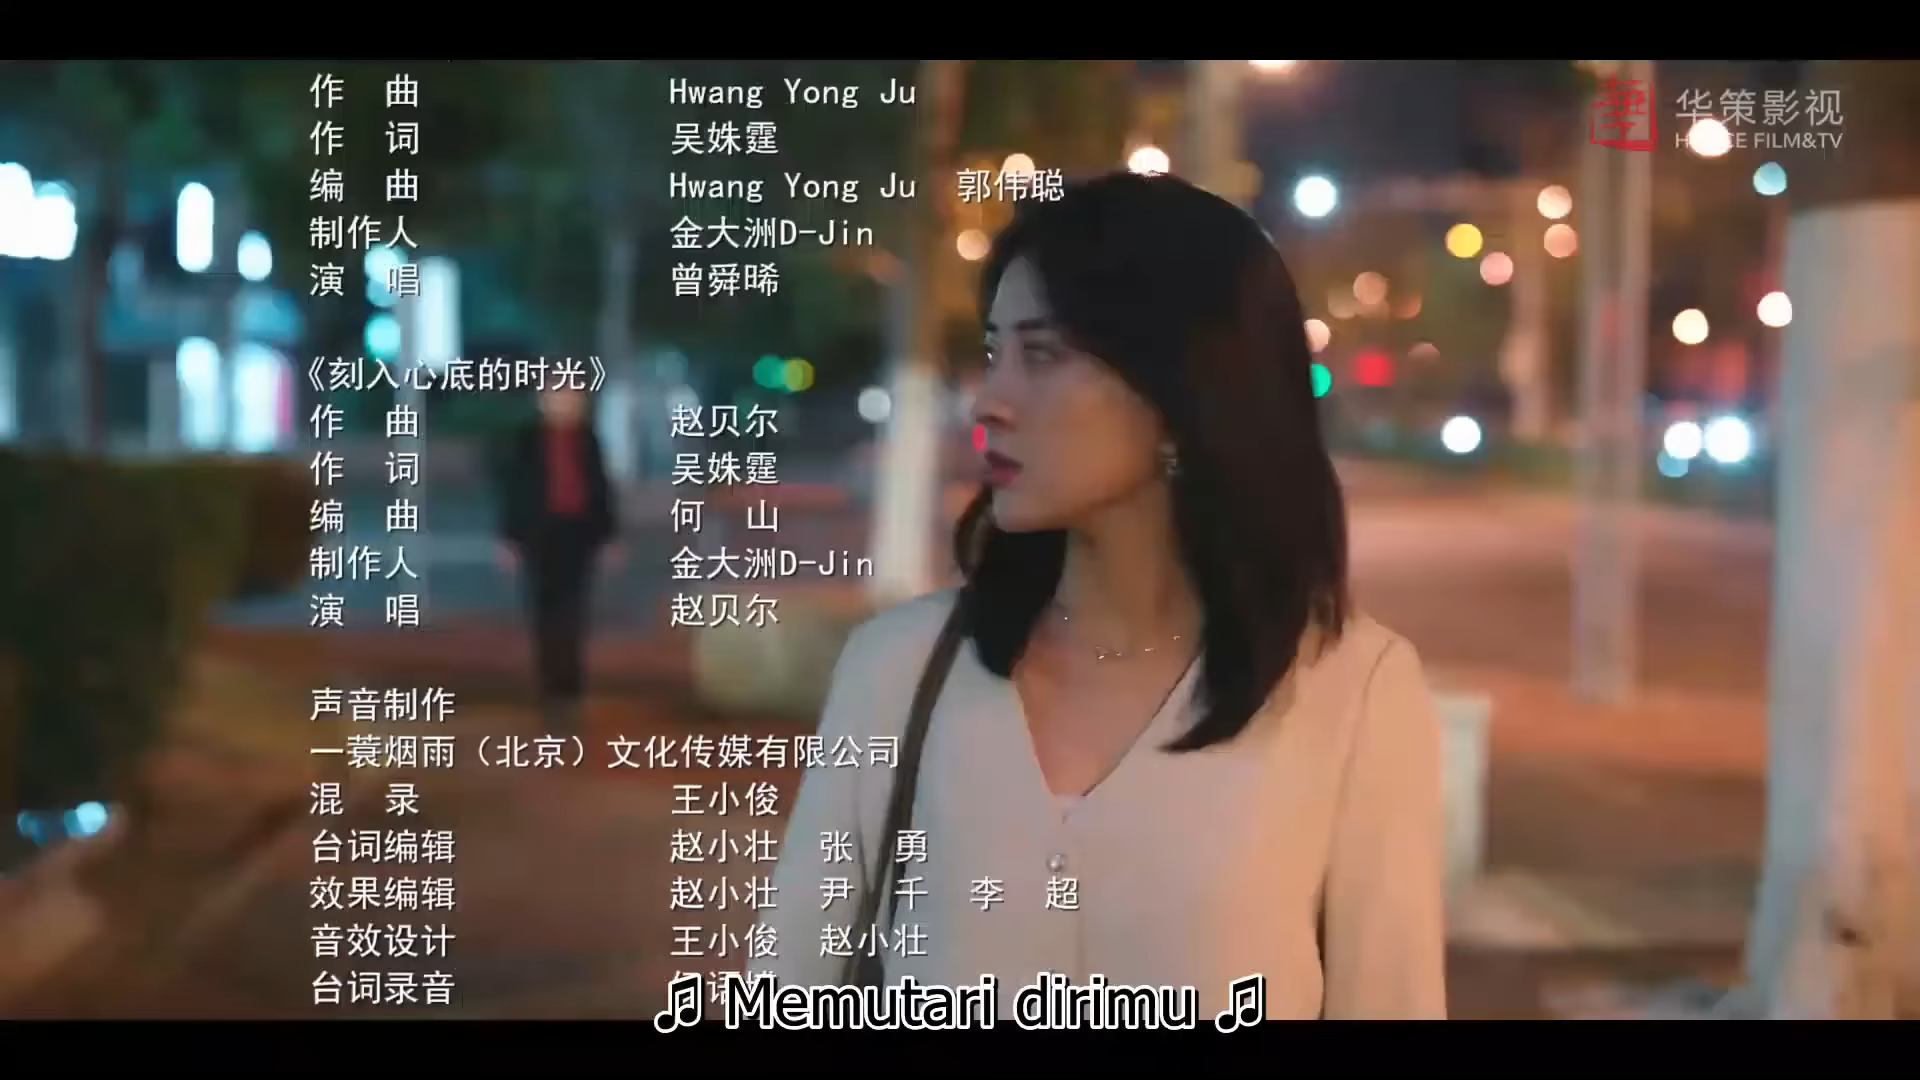 作 曲 Hwang Yong Ju
作 词 吴姝霆
编 曲 Hwang Yong Ju 郭伟聪
制作人 金大洲D-Jin
演 唱 曾舜晞
《刻入心底的时光》
作 曲 赵贝尔
作 词 吴姝霆
编 曲 何 山
制作人 金大洲D-Jin
演 唱 赵贝尔
声音制作
一蓑烟雨（北京）文化传媒有限公司
混 录 王小俊
台词编辑 赵小壮 张 勇
效果编辑 赵小壮 尹 千 李 超
音效设计 王小俊 赵小壮
台词录音
♫ Memutari dirimu ♫
华策影视
FILM&TV